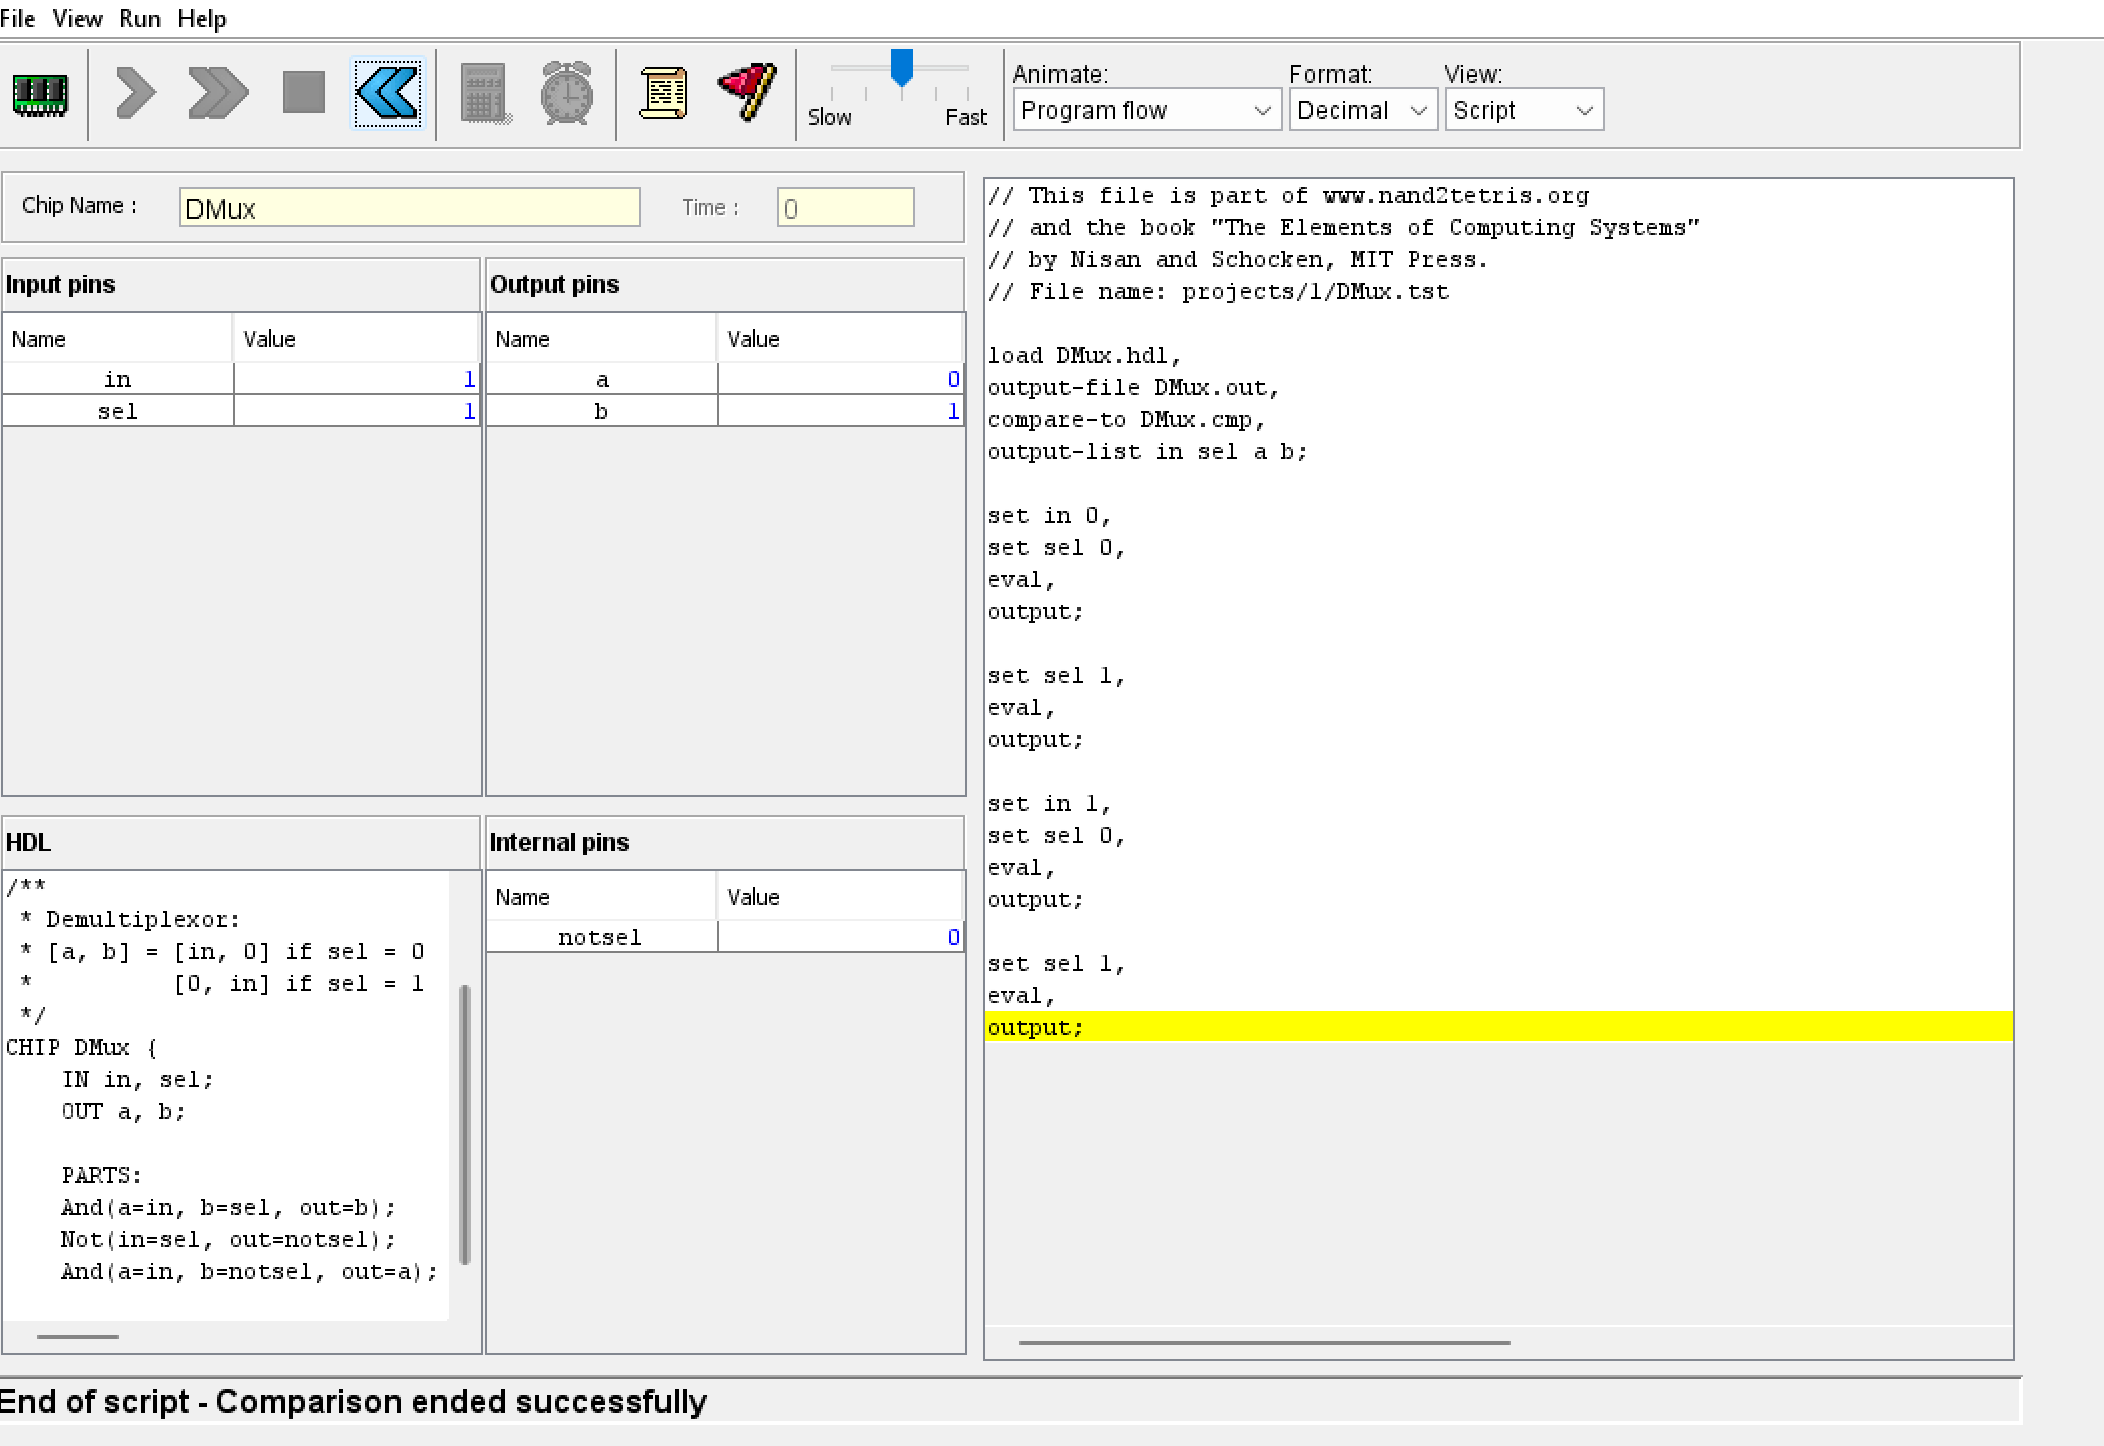 File View Run Help
Animate: Format: View:
Slow Fast Program flow Decimal Script
Chip Name : DMux Time : 0
Input pins
Name Value
in 1
sel 1
Output pins
Name Value
a 0
b 1
HDL
/**
* Demultiplexor:
* [a, b] = [in, 0] if sel = 0
* [0, in] if sel = 1
*/
CHIP DMux {
IN in, sel;
OUT a, b;
PARTS:
And(a=in, b=sel, out=b);
Not(in=sel, out=notsel);
And(a=in, b=notsel, out=a);
Internal pins
Name Value
notsel 0
// This file is part of www.nand2tetris.org
// and the book "The Elements of Computing Systems"
// by Nisan and Schocken, MIT Press.
// File name: projects/1/DMux.tst
load DMux.hdl,
output-file DMux.out,
compare-to DMux.cmp,
output-list in sel a b;
set in 0,
set sel 0,
eval,
output;
set sel 1,
eval,
output;
set in 1,
set sel 0,
eval,
output;
set sel 1,
eval,
output;
End of script - Comparison ended successfully